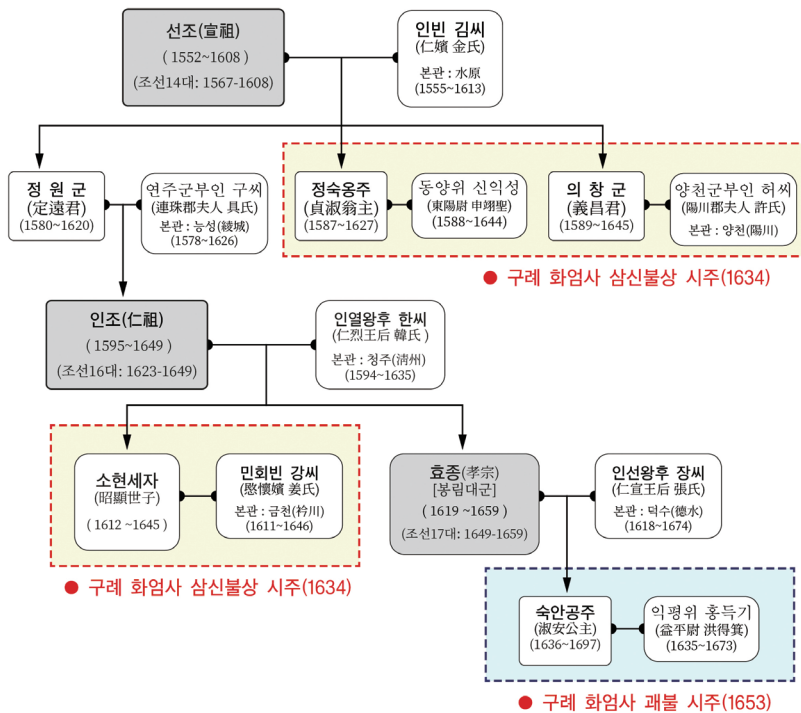 선조(宣祖)
( 1552~1608 )
(조선14대: 1567-1608)
인빈 김씨
(仁嬪 金氏)
본관 : 水原
(1555~1613)
정 원 군
(定遠君)
(1580~1620)
연주군부인 구씨
(連珠郡夫人 具氏)
본관 : 능성(綾城)
(1578~1626)
정숙옹주
(貞淑翁主)
(1587~1627)
동양위 신익성
(東陽尉 申翊聖)
(1588~1644)
의 창 군
(義昌君)
(1589~1645)
양천군부인 허씨
(陽川郡夫人 許氏)
본관 : 양천(陽川)
● 구례 화엄사 삼신불상 시주(1634)
인조(仁祖)
( 1595~1649 )
(조선16대: 1623-1649)
인열왕후 한씨
(仁烈王后 韓氏 )
본관 : 청주(淸州)
(1594~1635)
소현세자
(昭顯世子)
( 1612 ~1645 )
민회빈 강씨
(愍懷嬪 姜氏)
본관 : 금천(衿川)
(1611~1646)
● 구례 화엄사 삼신불상 시주(1634)
효종(孝宗)
[봉림대군]
( 1619 ~1659 )
(조선17대: 1649-1659)
인선왕후 장씨
(仁宣王后 張氏)
본관 : 덕수(德水)
(1618~1674)
숙안공주
(淑安公主)
(1636~1697)
익평위 홍득기
(益平尉 洪得箕)
(1635~1673)
● 구례 화엄사 괘불 시주(1653)